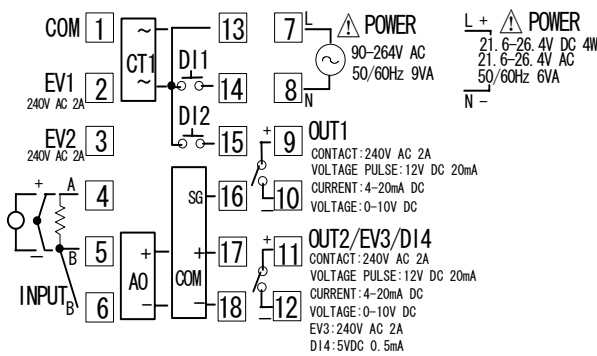 COM 1
~
CT1
~
EV1 2
240V AC 2A
EV2 3
240V AC 2A
+
A 4
–
B 5
INPUT
B 6
+
AO
–
13
DI1
14
DI2
15
SG 16
+ 17
COM
– 18
7 L
8 N
⚠ POWER
90-264V AC
50/60Hz 9VA
L +
⚠ POWER
21.6-26.4V DC 4W
21.6-26.4V AC
50/60Hz 6VA
N –
+ 9
– 10
OUT1
CONTACT:240V AC 2A
VOLTAGE PULSE:12V DC 20mA
CURRENT:4-20mA DC
VOLTAGE:0-10V DC
+ 11
– 12
OUT2/EV3/DI4
CONTACT:240V AC 2A
VOLTAGE PULSE:12V DC 20mA
CURRENT:4-20mA DC
VOLTAGE:0-10V DC
EV3:240V AC 2A
DI4:5VDC 0.5mA